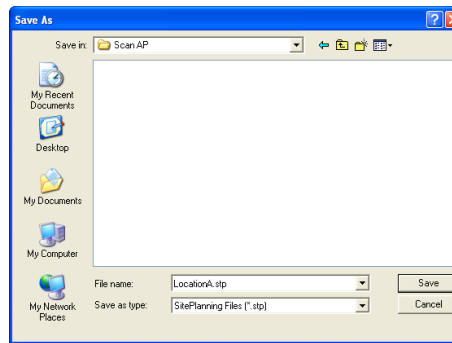 Save As
Save in: Scan AP
My Recent
Documents
Desktop
My Documents
My Computer
My Network
Places
File name: LocationA.stp Save
Save as type: SitePlanning Files (*.stp) Cancel